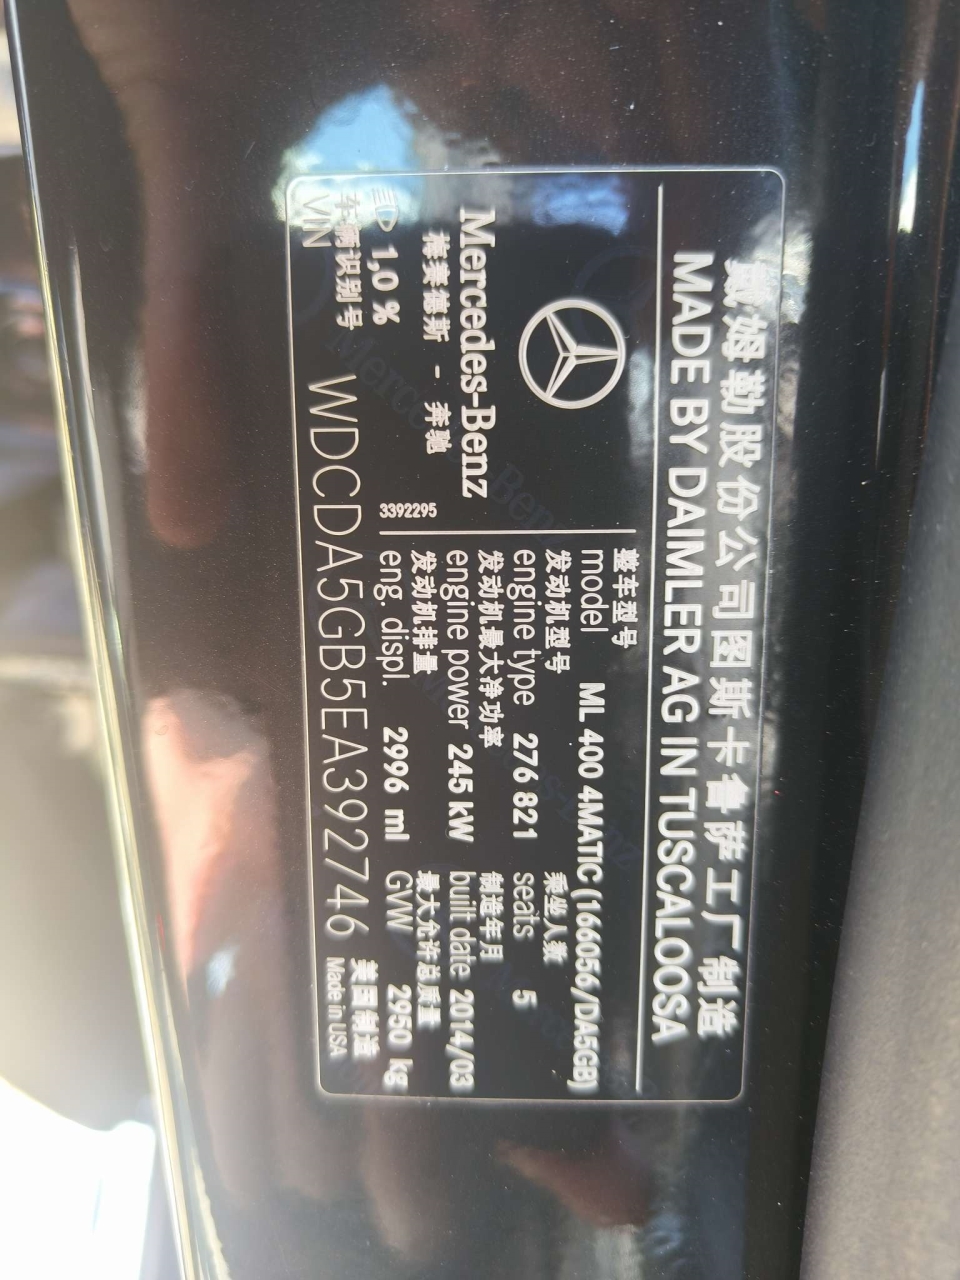 戴姆勒股份公司图斯卡鲁萨工厂制造
MADE BY DAIMLER AG IN TUSCALOOSA
Mercedes-Benz
梅赛德斯 - 奔驰
3392295
整车型号
model ML 400 4MATIC (166056/DA5GB)
发动机型号 乘坐人数
engine type 276 821 seats 5
发动机最大净功率 制造年月
engine power 245 kW built date 2014/03
发动机排量 最大允许总质量
eng. displ. 2996 ml GVW 2950 kg
1,0 %
车辆识别号 美国制造
VIN WDCDA5GB5EA392746 Made in USA